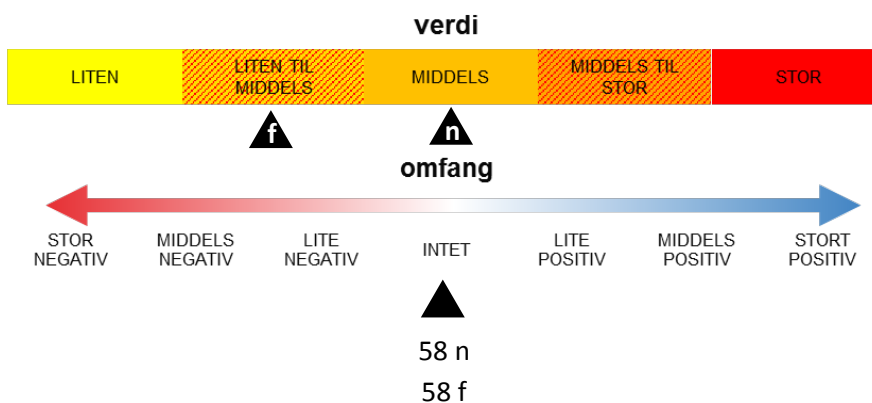 verdi
LITEN
LITEN TIL
MIDDELS
MIDDELS
MIDDELS TIL
STOR
STOR
f
n
omfang
STOR
NEGATIV
MIDDELS
NEGATIV
LITE
NEGATIV
INTET
LITE
POSITIV
MIDDELS
POSITIV
STORT
POSITIV
58 n
58 f